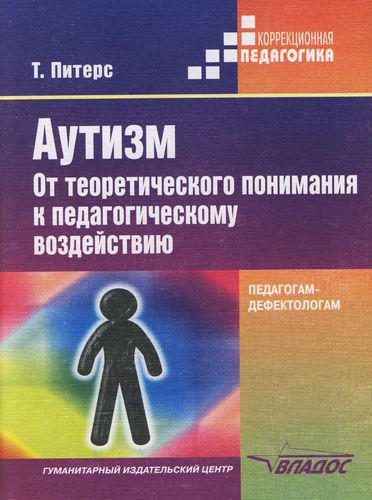 КОРРЕКЦИОННАЯ
ПЕДАГОГИКА
Т. Питерс
Аутизм
От теоретического понимания
к педагогическому
воздействию
ПЕДАГОГАМ-
ДЕФЕКТОЛОГАМ
ГУМАНИТАРНЫЙ ИЗДАТЕЛЬСКИЙ ЦЕНТР
ВЛАДОС